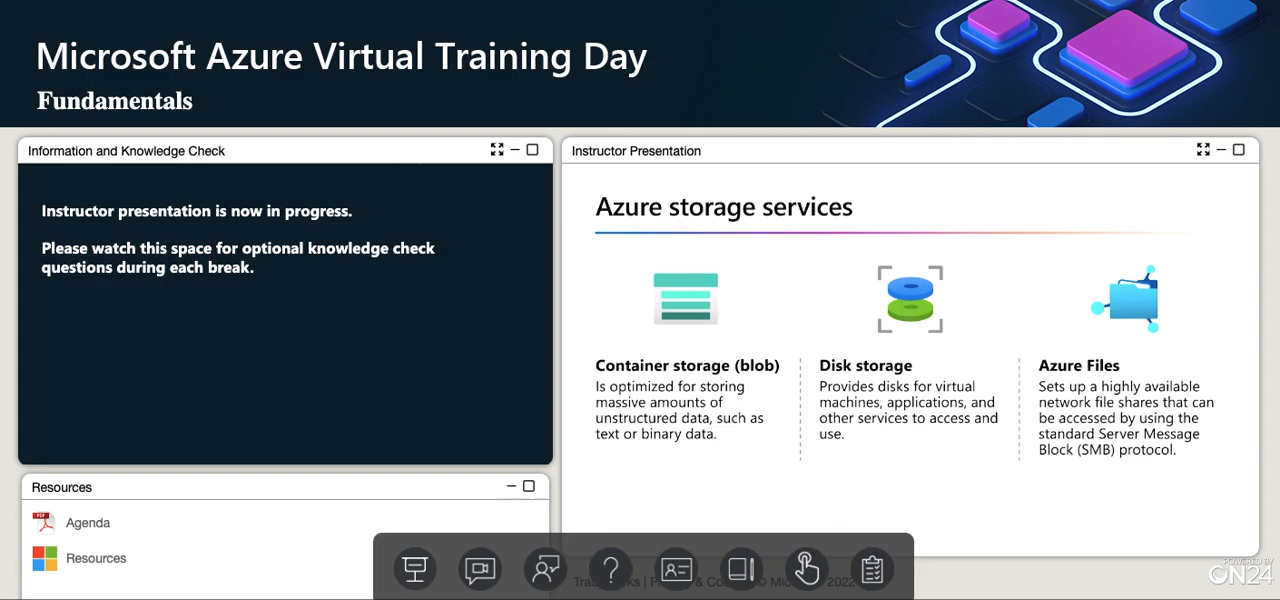 Microsoft Azure Virtual Training Day
Fundamentals
Information and Knowledge Check
Instructor presentation is now in progress.
Please watch this space for optional knowledge check
questions during each break.
Resources
PDF
Agenda
Resources
Instructor Presentation
Azure storage services
Container storage (blob)
Is optimized for storing
massive amounts of
unstructured data, such as
text or binary data.
Disk storage
Provides disks for virtual
machines, applications, and
other services to access and
use.
Azure Files
Sets up a highly available
network file shares that can
be accessed by using the
standard Server Message
Block (SMB) protocol.
?
2022
POWERED BY
ON24